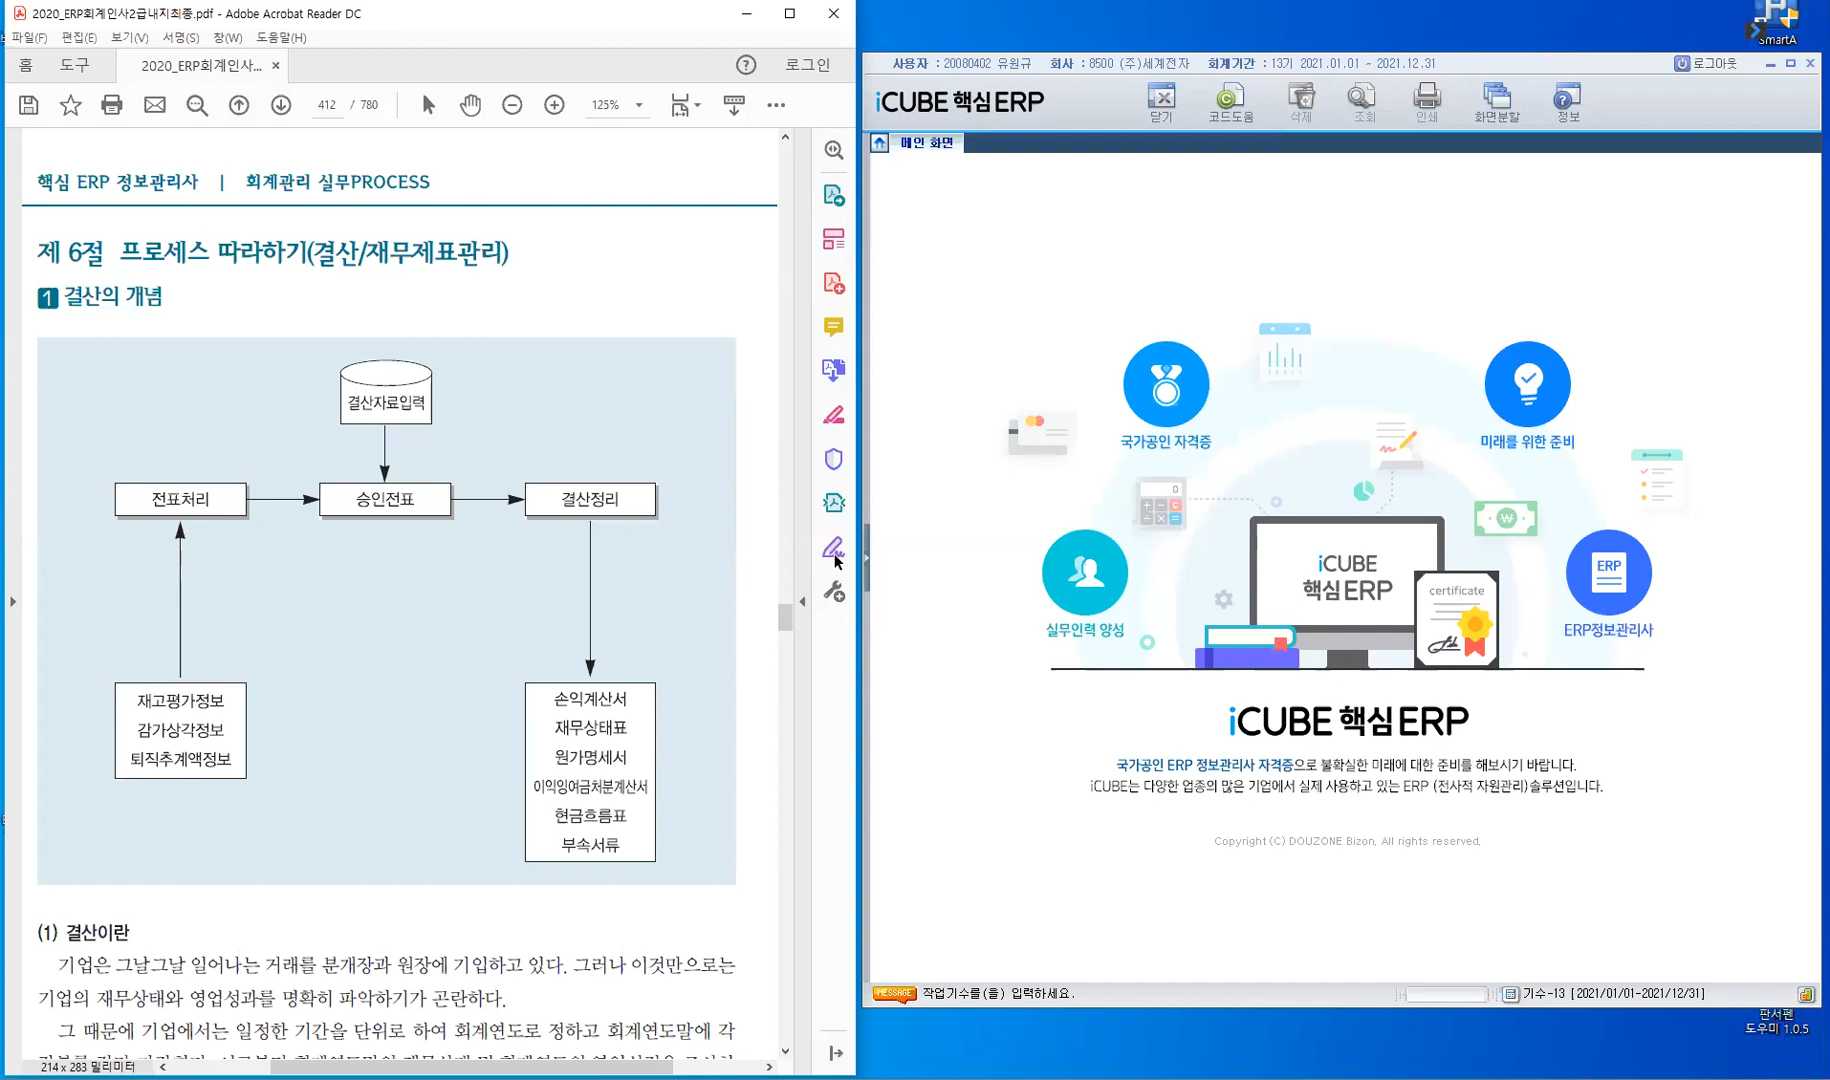 2020_ERP회계인사2급내지최종.pdf - Adobe Acrobat Reader DC
파일(F) 편집(E) 보기(V) 서명(S) 창(W) 도움말(H)
홈 도구 2020_ERP회계인사... × 로그인
412 / 780 125%
핵심 ERP 정보관리사 | 회계관리 실무PROCESS
제 6절 프로세스 따라하기(결산/재무제표관리)
1 결산의 개념
결산자료입력
전표처리 승인전표 결산정리
재고평가정보
감가상각정보
퇴직추계액정보
손익계산서
재무상태표
원가명세서
이익잉여금처분계산서
현금흐름표
부속서류
(1) 결산이란
기업은 그날그날 일어나는 거래를 분개장과 원장에 기입하고 있다. 그러나 이것만으로는
기업의 재무상태와 영업성과를 명확히 파악하기가 곤란하다.
그 때문에 기업에서는 일정한 기간을 단위로 하여 회계연도로 정하고 회계연도말에 각
214 x 283 밀리미터
SmartA
사용자 : 20080402 유원규 회사 : 8500 (주)세계전자 회계기간 : 13기 2021.01.01 ~ 2021.12.31 로그아웃
iCUBE 핵심ERP
닫기 코드도움 삭제 조회 인쇄 화면분할 정보
메인 화면
국가공인 자격증
미래를 위한 준비
0
iCUBE
핵심ERP
certificate
ERP
실무인력 양성
ERP정보관리사
iCUBE 핵심ERP
국가공인 ERP 정보관리사 자격증으로 불확실한 미래에 대한 준비를 해보시기 바랍니다.
iCUBE는 다양한 업종의 많은 기업에서 실제 사용하고 있는 ERP (전사적 자원관리)솔루션입니다.
Copyright (C) DOUZONE Bizon. All rights reserved.
MESSAGE 작업기수를(을) 입력하세요. 기수-13 [2021/01/01-2021/12/31]
판서펜
도우미 1.0.5